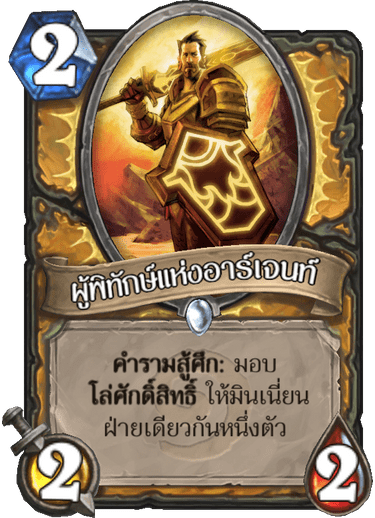 2
ผู้พิทักษ์แห่งอาร์เจนท์
คำรามสู้ศึก: มอบ
โล่ศักดิ์สิทธิ์ ให้มินเนี่ยน
ฝ่ายเดียวกันหนึ่งตัว
2
2